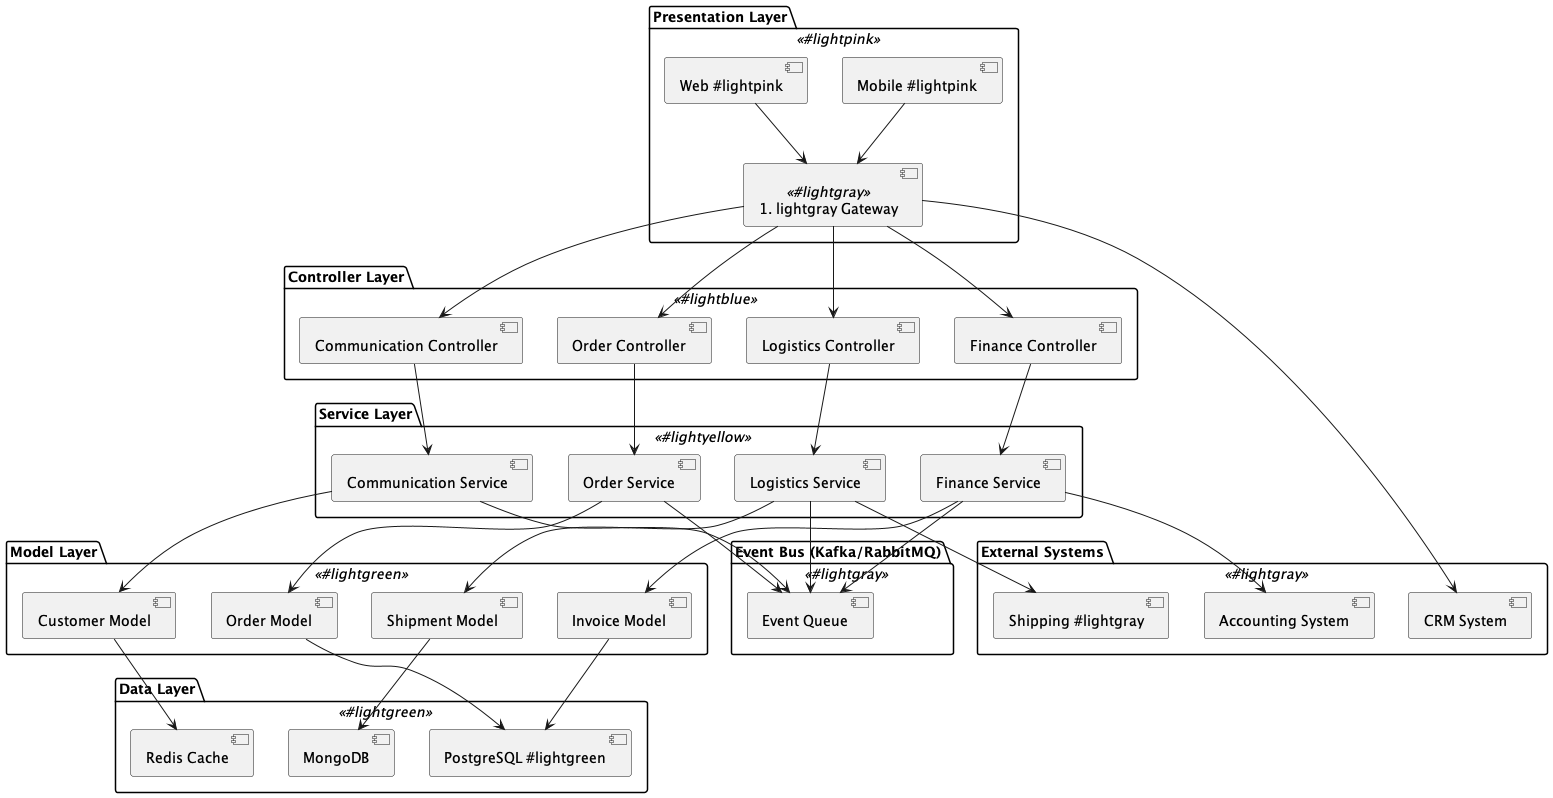 Presentation Layer
«#lightpink»
Web #lightpink
Mobile #lightpink
«#lightgray»
1. lightgray Gateway
Controller Layer
«#lightblue»
Communication Controller
Order Controller
Logistics Controller
Finance Controller
Service Layer
«#lightyellow»
Communication Service
Order Service
Logistics Service
Finance Service
Model Layer
«#lightgreen»
Customer Model
Order Model
Shipment Model
Invoice Model
Event Bus (Kafka/RabbitMQ)
«#lightgray»
Event Queue
External Systems
«#lightgray»
Shipping #lightgray
Accounting System
CRM System
Data Layer
«#lightgreen»
Redis Cache
MongoDB
PostgreSQL #lightgreen